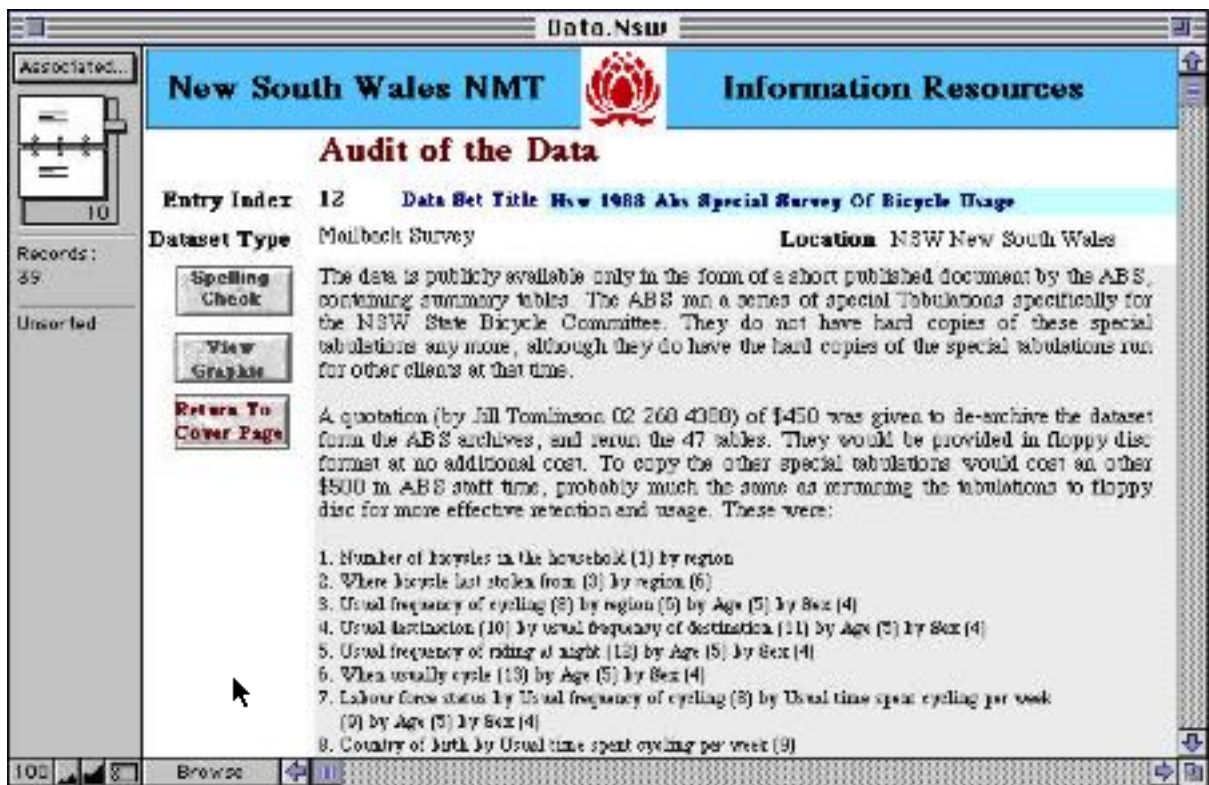 Data.Nsw
Associated...
New South Wales NMT
Information Resources
Audit of the Data
10
Entry Index 12 Data Set Title Nsw 1988 Abs Special Survey Of Bicycle Usage
Dataset Type Mailback Survey Location NSW New South Wales
Records:
39
Unsorted
Spelling
Check
View
Graphic
Return To
Cover Page
The data is publicly available only in the form of a short published document by the ABS,
containing summary tables. The ABS ran a series of special Tabulations specifically for
the NSW State Bicycle Committee. They do not have hard copies of these special
tabulations any more, although they do have the hard copies of the special tabulations run
for other clients at that time.
A quotation (by Jill Tomlinson 02 268 4388) of $450 was given to de-archive the dataset
form the ABS archives, and rerun the 47 tables. They would be provided in floppy disc
format at no additional cost. To copy the other special tabulations would cost an other
$500 in ABS staff time, probably much the same as rerunning the tabulations to floppy
disc for more effective retention and usage. These were:
1. Number of bicycles in the household (1) by region
2. Where bicycle last stolen from (3) by region (6)
3. Usual frequency of cycling (8) by region (6) by Age (5) by Sex (4)
4. Usual destination (10) by usual frequency of destination (11) by Age (5) by Sex (4)
5. Usual frequency of riding at night (12) by Age (5) by Sex (4)
6. When usually cycle (13) by Age (5) by Sex (4)
7. Labour force status by Usual frequency of cycling (8) by Usual time spent cycling per week
(9) by Age (5) by Sex (4)
8. Country of birth by Usual time spent cycling per week (9)
100
Browse